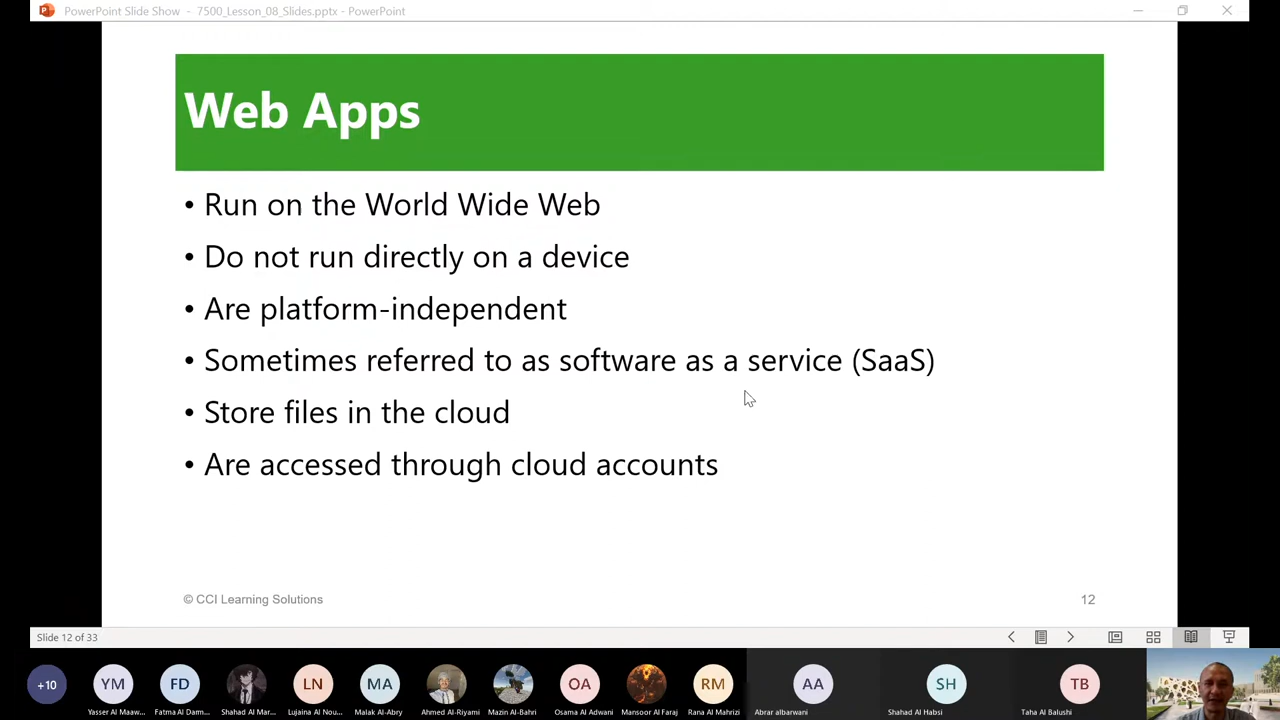 PowerPoint Slide Show - 7500_Lesson_08_Slides.pptx - PowerPoint
Web Apps
• Run on the World Wide Web
• Do not run directly on a device
• Are platform-independent
• Sometimes referred to as software as a service (SaaS)
• Store files in the cloud
• Are accessed through cloud accounts
© CCI Learning Solutions
12
Slide 12 of 33
+10 YM FD LN MA OA RM AA SH TB
Yasser Al Maaw... Fatma Al Darm... Shahad Al Mar... Lujaina Al Nou... Malak Al-Abry Ahmed Al-Riyami Mazin Al-Bahri Osama Al Adwani Mansoor Al Faraj Rana Al Mahrizi Abrar albarwani Shahad Al Habsi Taha Al Balushi